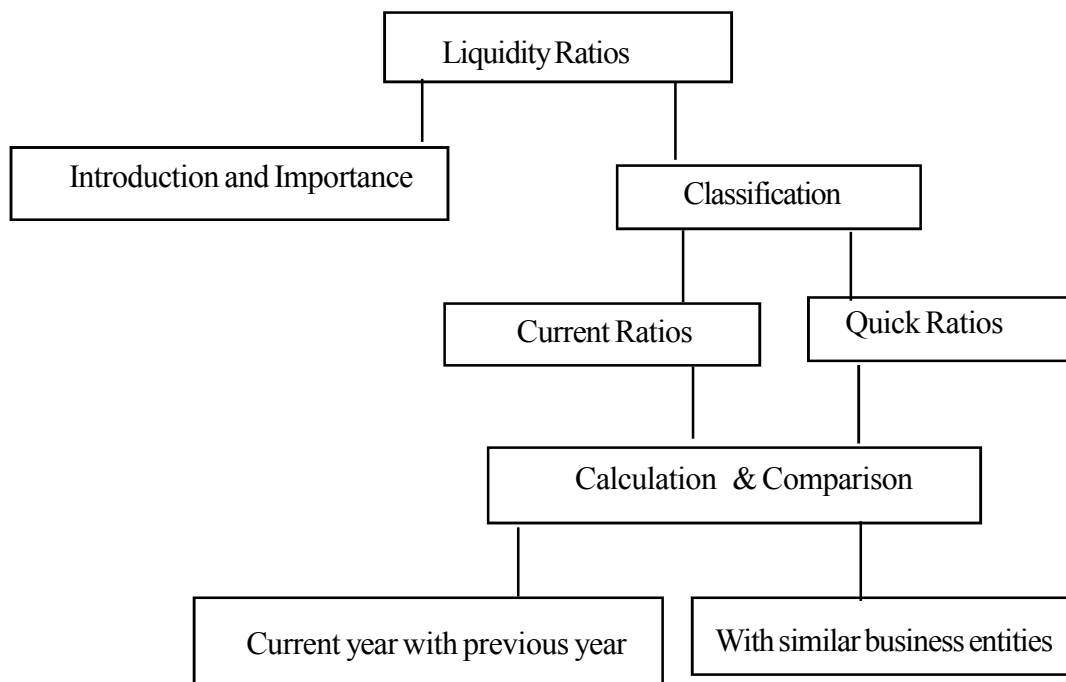 Liquidity Ratios
Introduction and Importance
Classification
Current Ratios
Quick Ratios
Calculation & Comparison
Current year with previous year
With similar business entities